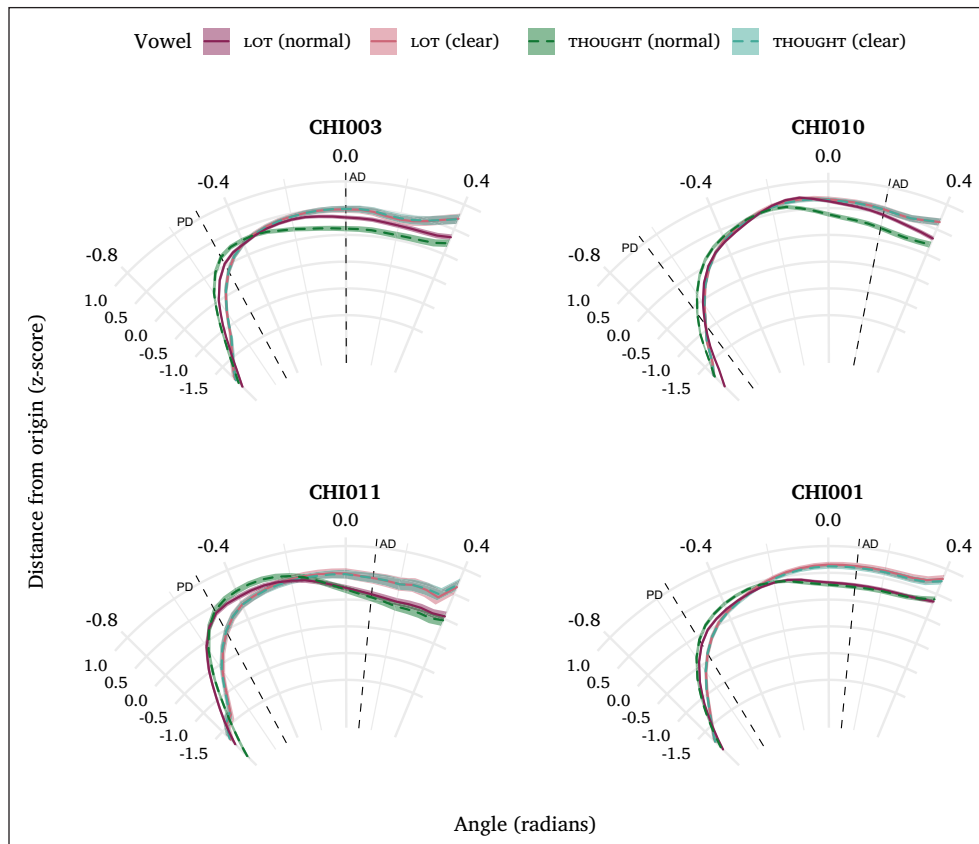 Vowel LOT (normal) LOT (clear) THOUGHT (normal) THOUGHT (clear)
CHI003
0.0
-0.4
0.4
AD
PD
-0.8
1.0
0.5
0.0
-0.5
-1.0
-1.5
CHI010
0.0
-0.4
0.4
AD
PD
-0.8
1.0
0.5
0.0
-0.5
-1.0
-1.5
Distance from origin (z-score)
CHI011
0.0
-0.4
0.4
AD
PD
-0.8
1.0
0.5
0.0
-0.5
-1.0
-1.5
CHI001
0.0
-0.4
0.4
AD
PD
-0.8
1.0
0.5
0.0
-0.5
-1.0
-1.5
Angle (radians)